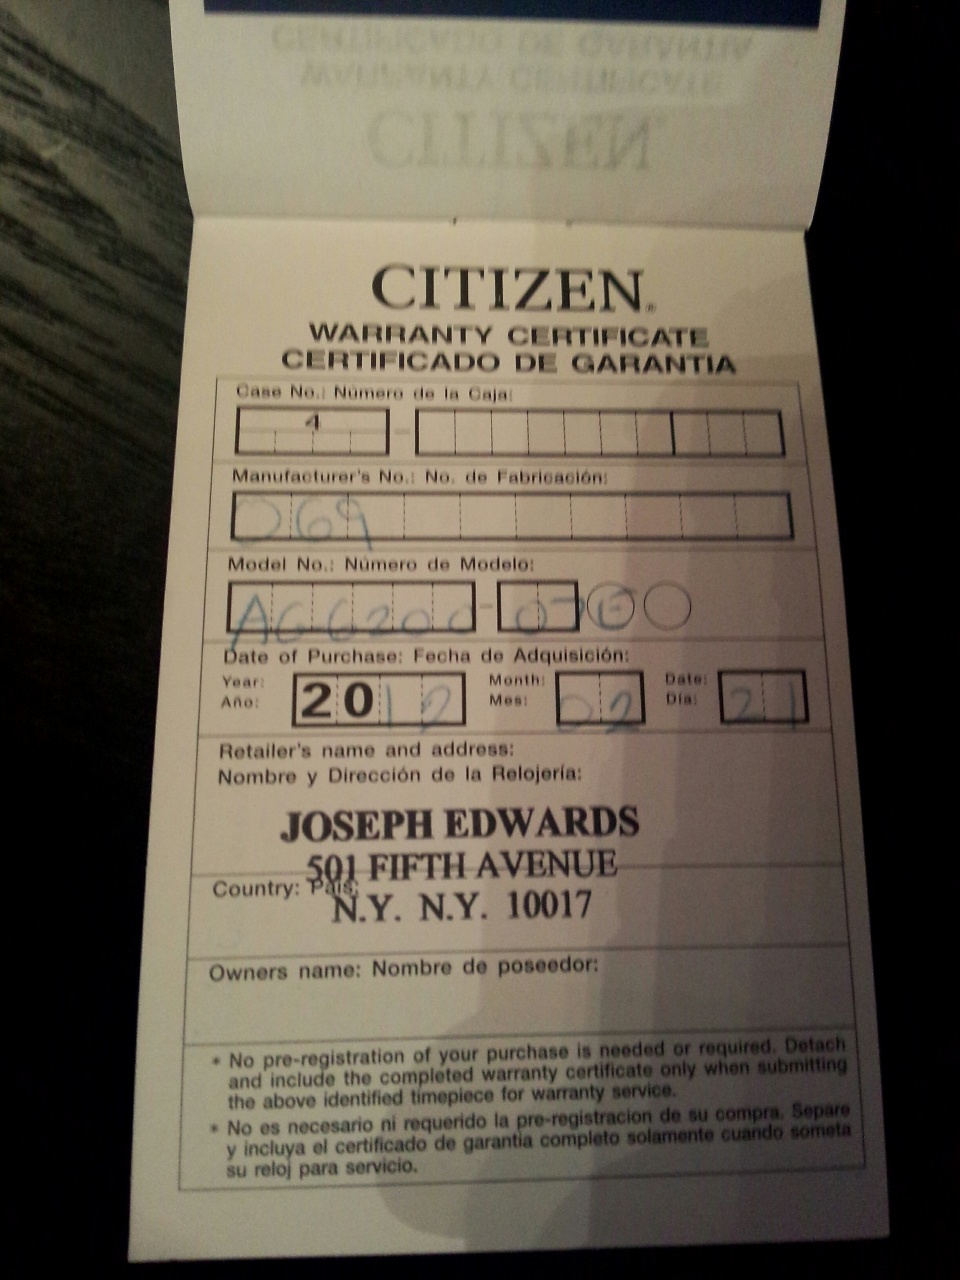 CITIZEN
WARRANTY CERTIFICATE
CERTIFICADO DE GARANTIA
Case No.: Número de la Caja:
4
Manufacturer's No.: No. de Fabricación:
069
Model No.: Número de Modelo:
AG6200-07E
Date of Purchase: Fecha de Adquisición:
Year: 2012 Month: 02 Date: 21
Año: Mes: Día:
Retailer's name and address:
Nombre y Dirección de la Relojería:
JOSEPH EDWARDS
501 FIFTH AVENUE
Country: País:
N.Y. N.Y. 10017
Owners name: Nombre de poseedor:
* No pre-registration of your purchase is needed or required. Detach
and include the completed warranty certificate only when submitting
the above identified timepiece for warranty service.
* No es necesario ni requerido la pre-registracion de su compra. Separe
y incluya el certificado de garantia completo solamente cuando someta
su reloj para servicio.